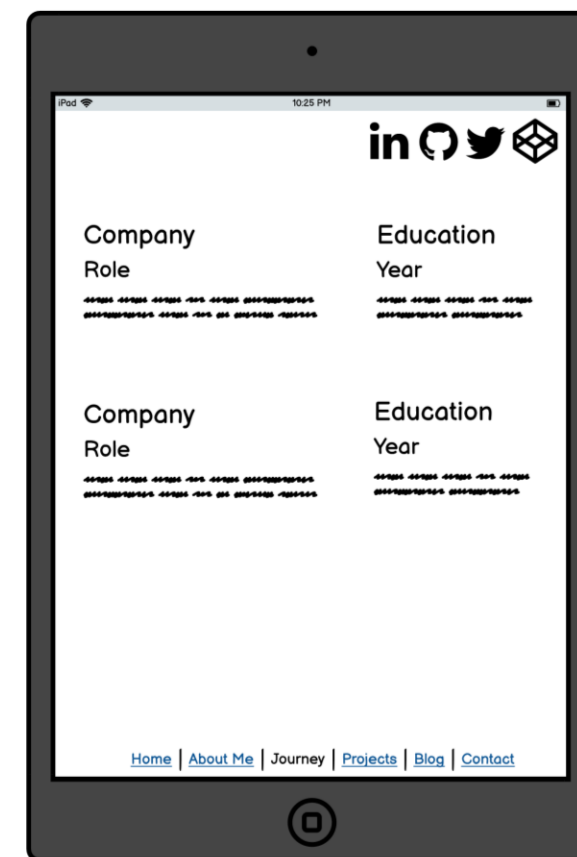 iPad 10:25 PM
in
Company
Role
Education
Year
Company
Role
Education
Year
Home | About Me | Journey | Projects | Blog | Contact